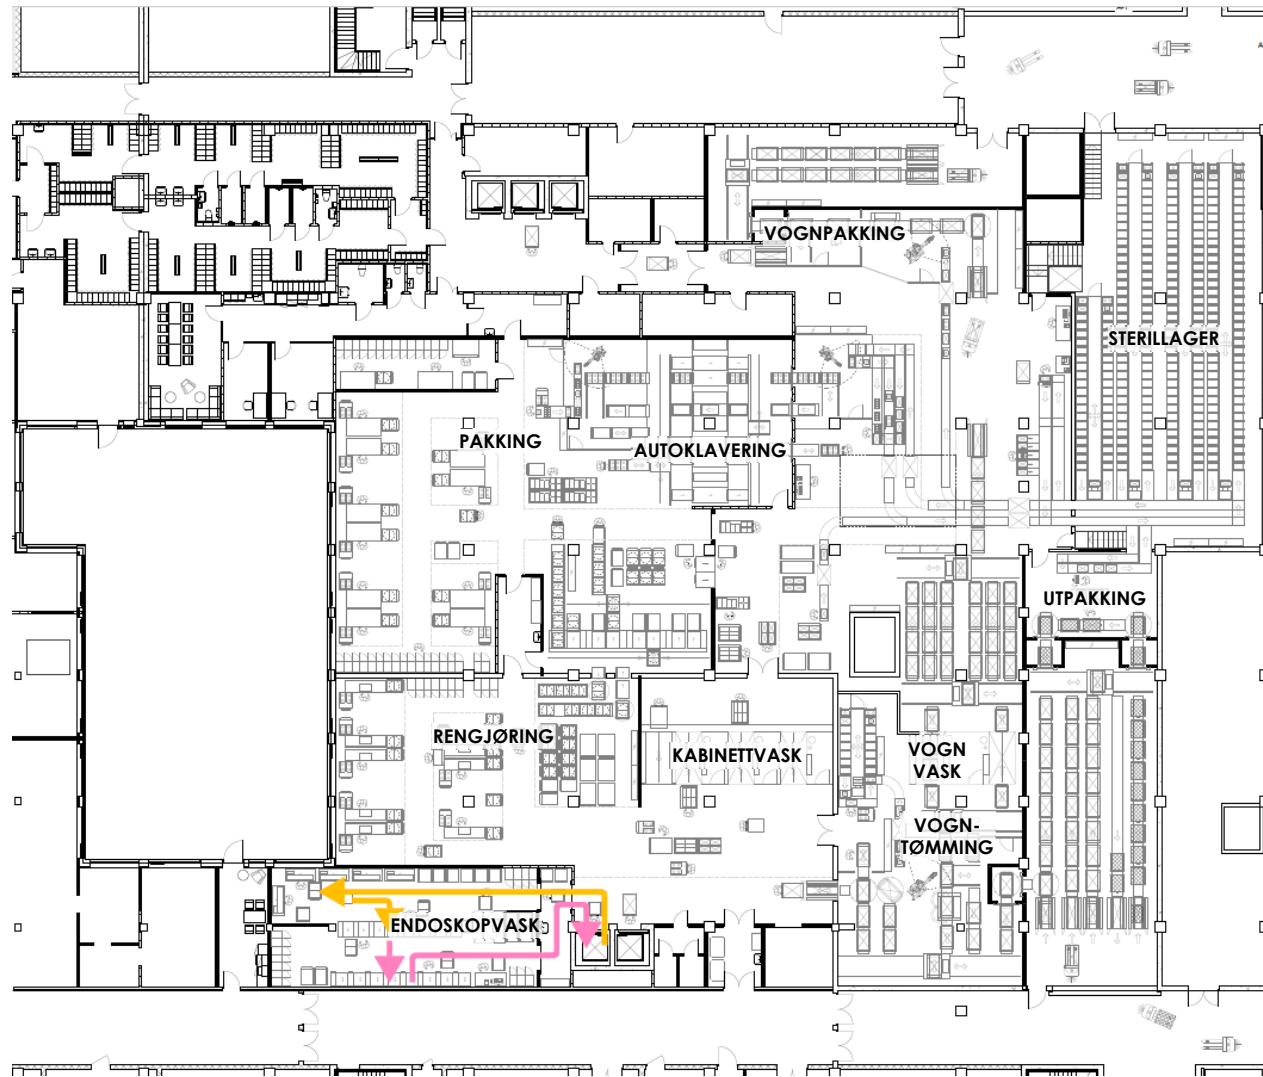 VOGNPAKKING
STERILLAGER
PAKKING
AUTOKLAVERING
UTPAKKING
RENGJØRING
KABINETTVASK
VOGN
VASK
VOGN-
TØMMING
ENDOSKOPVASK